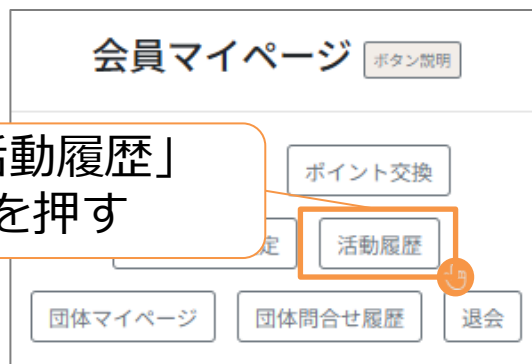 会員マイページ ボタン説明
ポイント交換
動履歴」
を押す
定 活動履歴
団体マイページ 団体問合せ履歴 退会